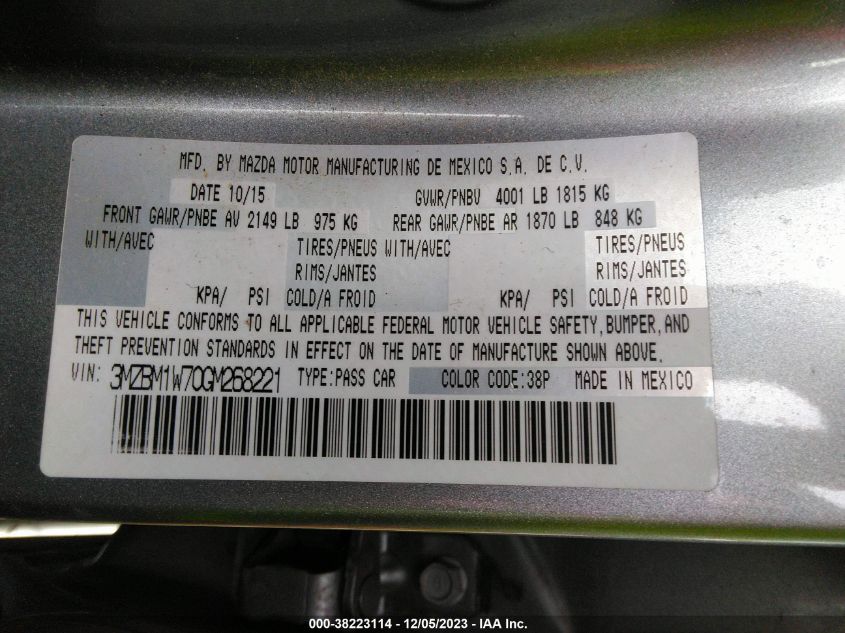 MFD. BY MAZDA MOTOR MANUFACTURING DE MEXICO S.A. DE C.V.
DATE 10/15 GVWR/PNBV 4001 LB 1815 KG
FRONT GAWR/PNBE AV 2149 LB 975 KG REAR GAWR/PNBE AR 1870 LB 848 KG
WITH/AVEC TIRES/PNEUS WITH/AVEC TIRES/PNEUS
RIMS/JANTES RIMS/JANTES
KPA/ PSI COLD/A FROID KPA/ PSI COLD/A FROID
THIS VEHICLE CONFORMS TO ALL APPLICABLE FEDERAL MOTOR VEHICLE SAFETY, BUMPER, AND
THEFT PREVENTION STANDARDS IN EFFECT ON THE DATE OF MANUFACTURE SHOWN ABOVE.
VIN: 3MZBM1W70GM268221 TYPE:PASS CAR COLOR CODE:38P MADE IN MEXICO
000-38223114 - 12/05/2023 - IAA Inc.